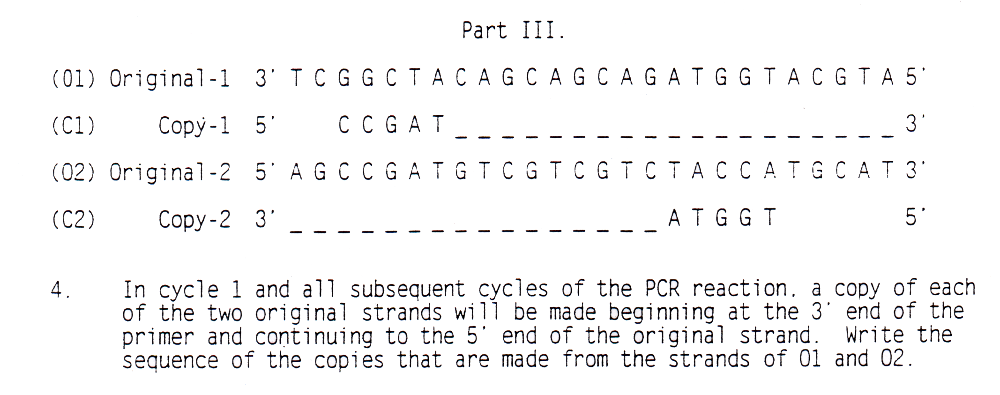 Part III.
(O1) Original-1 3' T C G G C T A C A G C A G C A G A T G G T A C G T A 5'
(C1) Copy-1 5' C C G A T _ _ _ _ _ _ _ _ _ _ _ _ _ _ _ _ _ _ _ 3'
(O2) Original-2 5' A G C C G A T G T C G T C G T C T A C C A T G C A T 3'
(C2) Copy-2 3' _ _ _ _ _ _ _ _ _ _ _ _ _ _ _ _ A T G G T 5'
4. In cycle 1 and all subsequent cycles of the PCR reaction, a copy of each
of the two original strands will be made beginning at the 3' end of the
primer and continuing to the 5' end of the original strand. Write the
sequence of the copies that are made from the strands of O1 and O2.